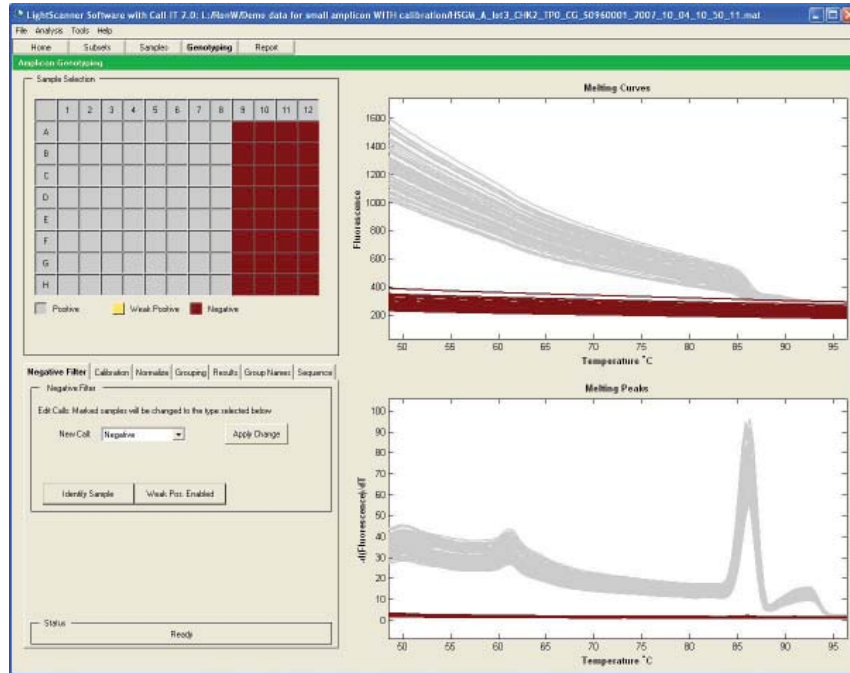 LightScanner Software with Call IT 2.0: L:/RonW/Demo data for small amplicon WITH calibration/HSGM_A_lot3_CHK2_TP0_CG_S0960001_2007_10_04_10_50_11.mat
File Analysis Tools Help
Home Subsets Samples Genotyping Report
Amplicon Genotyping
Sample Selection
1 2 3 4 5 6 7 8 9 10 11 12
A
B
C
D
E
F
G
H
Positive Weak Positive Negative
Negative Filter Calibration Normalize Grouping Results Group Names Sequence
Negative Filter
Edit Calls: Marked samples will be changed to the type selected below
New Call: Negative Apply Change
Identify Sample Weak Pos. Enabled
Status
Ready
Melting Curves
Fluorescence
1600
1400
1200
1000
800
600
400
200
50 55 60 65 70 75 80 85 90 95
Temperature °C
Melting Peaks
-d(Fluorescence)/dT
100
90
80
70
60
50
40
30
20
10
0
50 55 60 65 70 75 80 85 90 95
Temperature °C